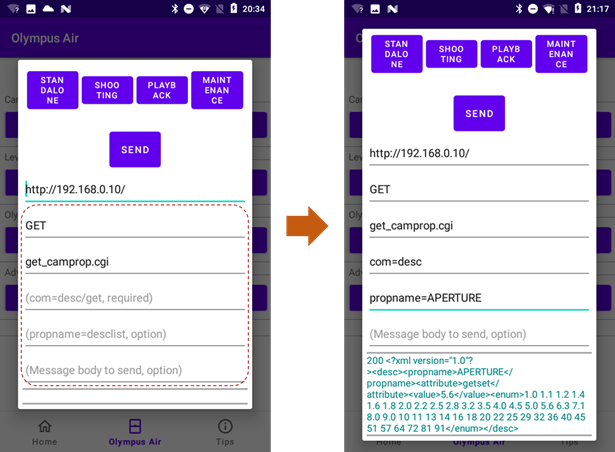 20:34
Olympus Air
STAN
DALO
NE
SHOO
TING
PLAYB
ACK
MAINT
ENAN
CE
SEND
http://192.168.0.10/
GET
get_camprop.cgi
(com=desc/get, required)
(propname=desclist, option)
(Message body to send, option)
Ca
Lev
Oly
Ad
Home
Olympus Air
Tips
21:17
STAN
DALO
NE
SHOO
TING
PLAYB
ACK
MAINT
ENAN
CE
SEND
http://192.168.0.10/
GET
get_camprop.cgi
com=desc
propname=APERTURE
(Message body to send, option)
200 <?xml version="1.0"?
><desc><propname>APERTURE</
propname><attribute>getset</
attribute><value>5.6</value><enum>1.0 1.1 1.2 1.4
1.6 1.8 2.0 2.2 2.5 2.8 3.2 3.5 4.0 4.5 5.0 5.6 6.3 7.1
8.0 9.0 10 11 13 14 16 18 20 22 25 29 32 36 40 45
51 57 64 72 81 91</enum></desc>
Home
Olympus Air
Tips